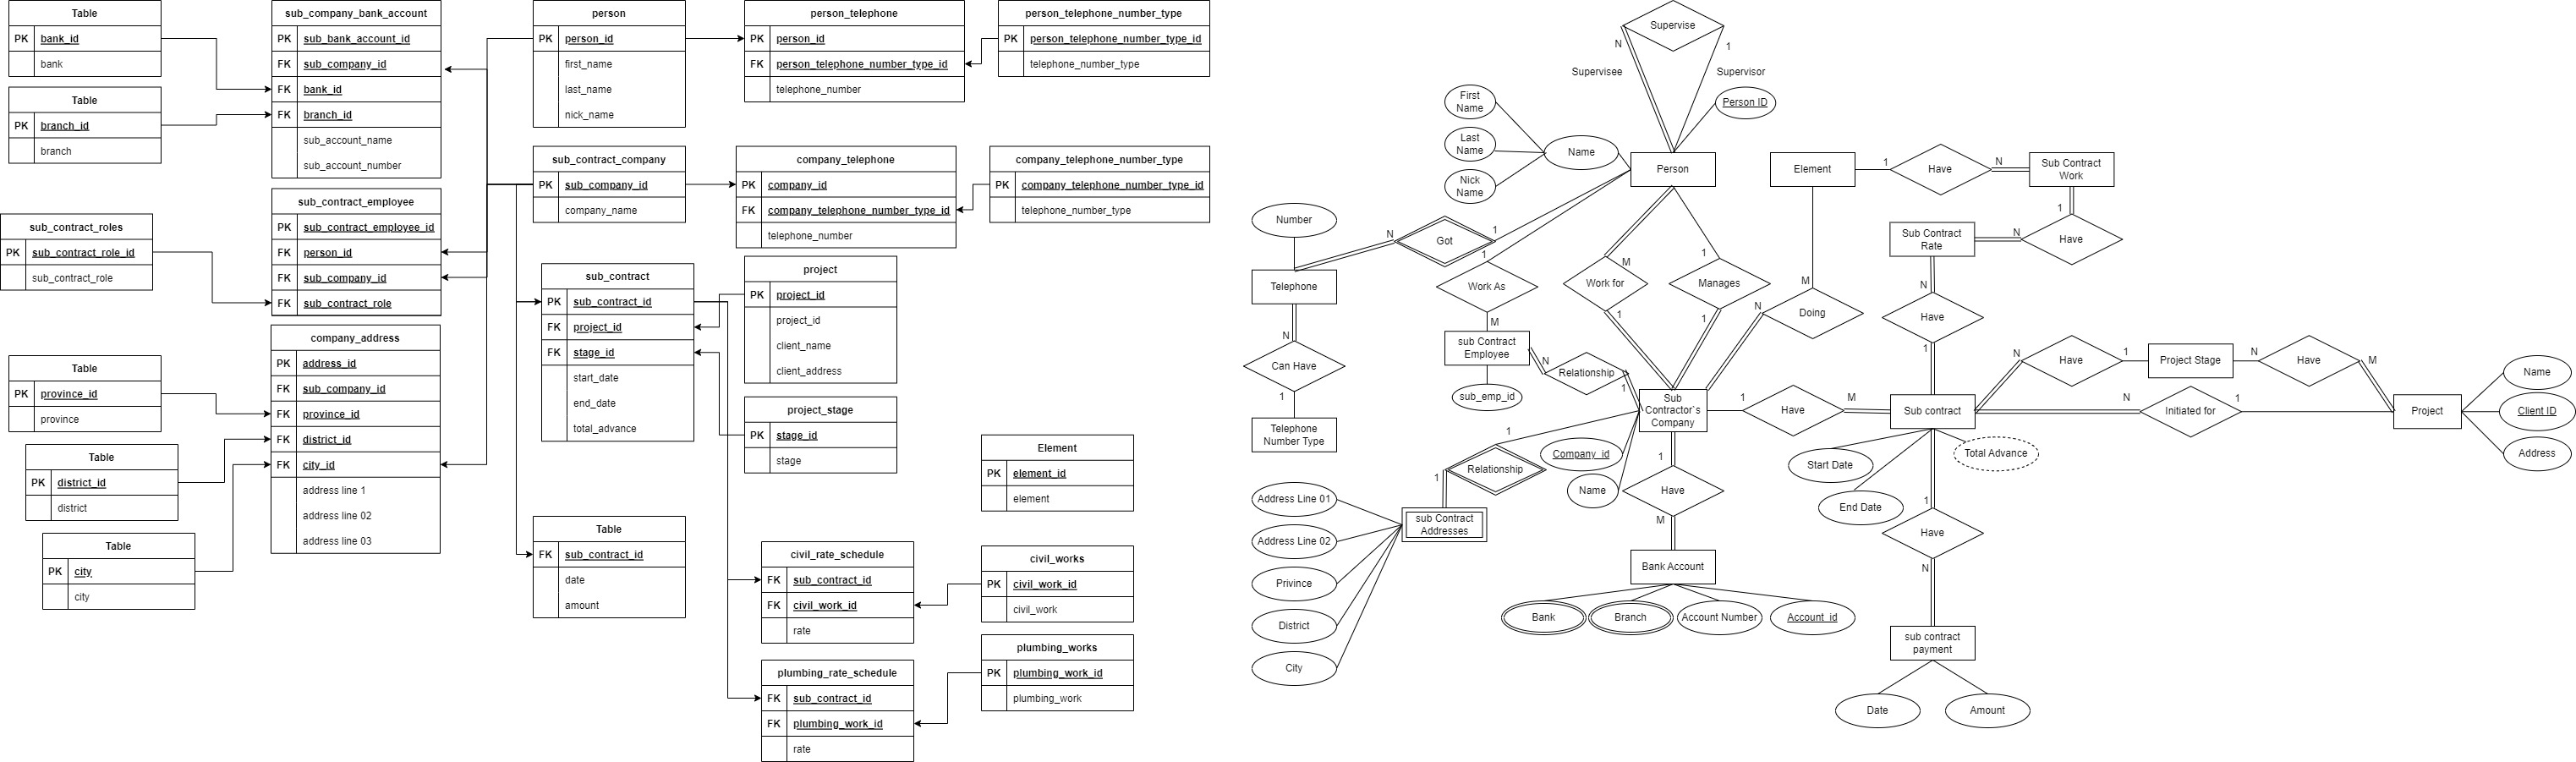 Table
PK bank_id
bank
Table
PK branch_id
branch
sub_contract_roles
PK sub_contract_role_id
sub_contract_role
Table
PK province_id
province
Table
PK district_id
district
Table
PK city
city
sub_company_bank_account
PK sub_bank_account_id
FK sub_company_id
FK bank_id
FK branch_id
sub_account_name
sub_account_number
sub_contract_employee
PK sub_contract_employee_id
FK person_id
FK sub_company_id
FK sub_contract_role
company_address
PK address_id
FK sub_company_id
FK province_id
FK district_id
FK city_id
address line 1
address line 02
address line 03
person
PK person_id
first_name
last_name
nick_name
sub_contract_company
PK sub_company_id
company_name
sub_contract
PK sub_contract_id
FK project_id
FK stage_id
start_date
end_date
total_advance
Table
FK sub_contract_id
date
amount
person_telephone
PK person_id
FK person_telephone_number_type_id
telephone_number
company_telephone
PK company_id
FK company_telephone_number_type_id
telephone_number
project
PK project_id
project_id
client_name
client_address
project_stage
PK stage_id
stage
civil_rate_schedule
FK sub_contract_id
FK civil_work_id
rate
plumbing_rate_schedule
FK sub_contract_id
FK plumbing_work_id
rate
person_telephone_number_type
PK person_telephone_number_type_id
telephone_number_type
company_telephone_number_type
PK company_telephone_number_type_id
telephone_number_type
Element
PK element_id
element
civil_works
PK civil_work_id
civil_work
plumbing_works
PK plumbing_work_id
plumbing_work
Supervise
N
1
Supervisee
Supervisor
Person ID
First
Name
Last
Name
Nick
Name
Name
Person
Element
1
Have
N
Sub Contract
Work
1
Have
N
Sub Contract
Rate
Number
N
Got
1
Telephone
N
Can Have
1
Telephone
Number Type
1
Work As
M
sub Contract
Employee
sub_emp_id
N
Relationship
1
M
Work for
1
1
Manages
1
M
Doing
N
N
Have
1
Sub
Contractor`s
Company
1
Have
M
Sub contract
N
Have
1
Project Stage
N
Have
M
N
Initiated for
1
Project
Name
Client ID
Address
Start Date
End Date
Total Advance
1
Have
N
sub contract
payment
Date
Amount
1
Relationship
1
sub Contract
Addresses
Address Line 01
Address Line 02
Privince
District
City
Company_id
Name
1
Have
M
Bank Account
Bank
Branch
Account Number
Account_id